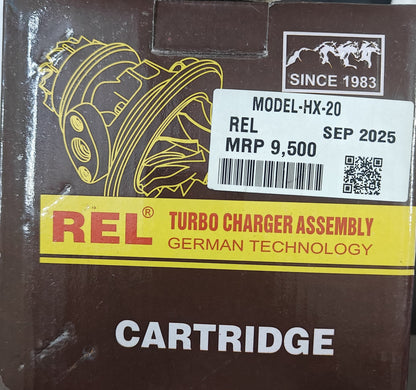 SINCE 1983
MODEL-HX-20
REL SEP 2025
MRP 9,500
REL®
TURBO CHARGER ASSEMBLY
GERMAN TECHNOLOGY
CARTRIDGE